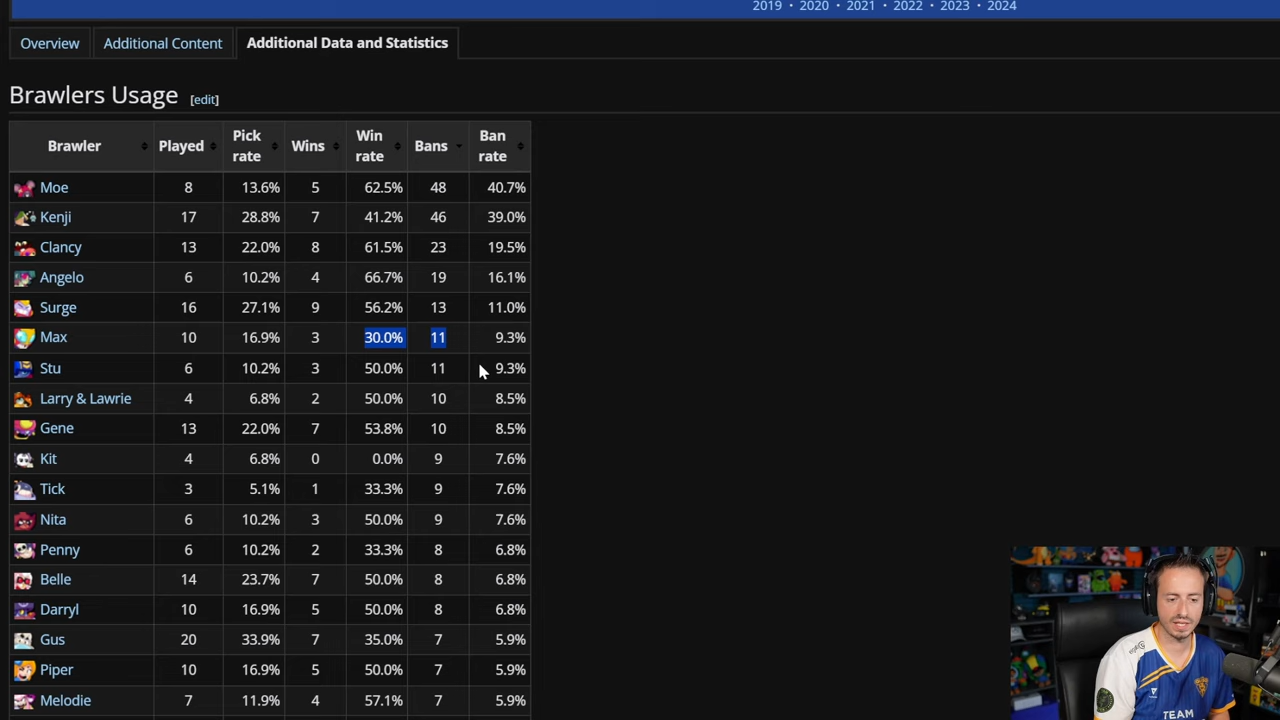 2019 • 2020 • 2021 • 2022 • 2023 • 2024
Overview Additional Content Additional Data and Statistics
Brawlers Usage [edit]
Brawler Played Pick rate Wins Win rate Bans Ban rate
Moe 8 13.6% 5 62.5% 48 40.7%
Kenji 17 28.8% 7 41.2% 46 39.0%
Clancy 13 22.0% 8 61.5% 23 19.5%
Angelo 6 10.2% 4 66.7% 19 16.1%
Surge 16 27.1% 9 56.2% 13 11.0%
Max 10 16.9% 3 30.0% 11 9.3%
Stu 6 10.2% 3 50.0% 11 9.3%
Larry & Lawrie 4 6.8% 2 50.0% 10 8.5%
Gene 13 22.0% 7 53.8% 10 8.5%
Kit 4 6.8% 0 0.0% 9 7.6%
Tick 3 5.1% 1 33.3% 9 7.6%
Nita 6 10.2% 3 50.0% 9 7.6%
Penny 6 10.2% 2 33.3% 8 6.8%
Belle 14 23.7% 7 50.0% 8 6.8%
Darryl 10 16.9% 5 50.0% 8 6.8%
Gus 20 33.9% 7 35.0% 7 5.9%
Piper 10 16.9% 5 50.0% 7 5.9%
Melodie 7 11.9% 4 57.1% 7 5.9%
TEAM